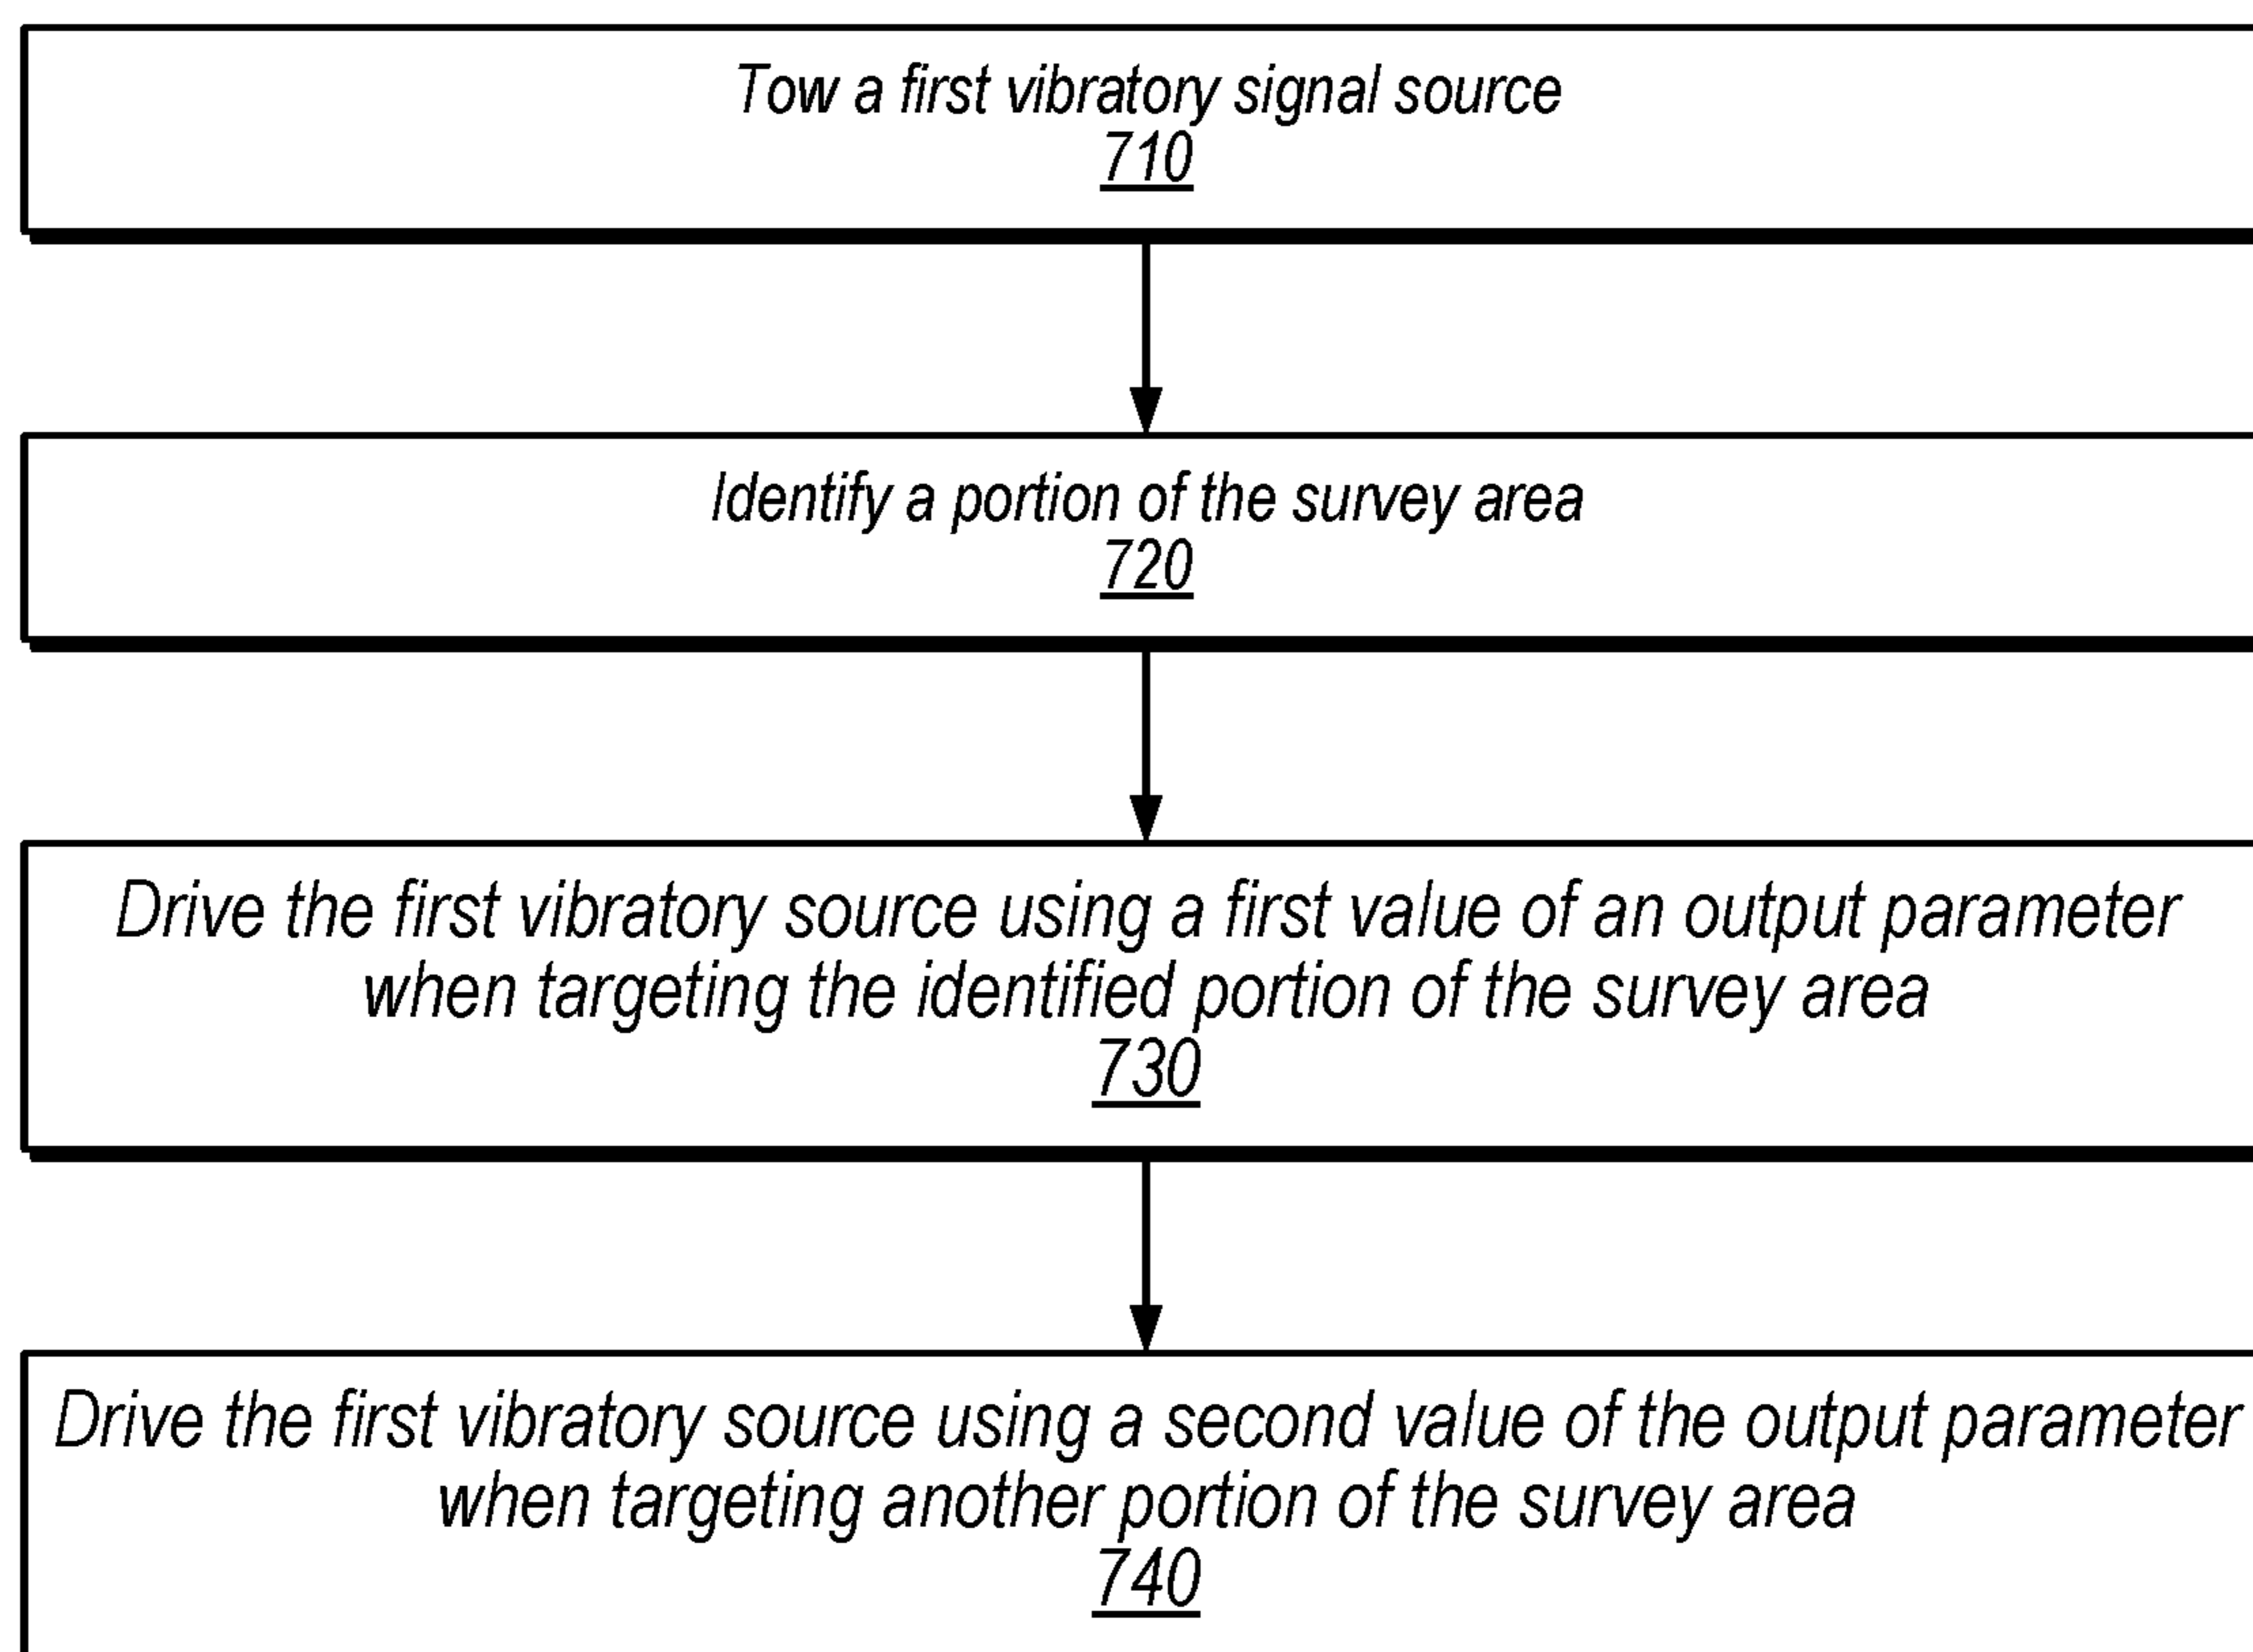 Tow a first vibratory signal source
710
Identify a portion of the survey area
720
Drive the first vibratory source using a first value of an output parameter
when targeting the identified portion of the survey area
730
Drive the first vibratory source using a second value of the output parameter
when targeting another portion of the survey area
740